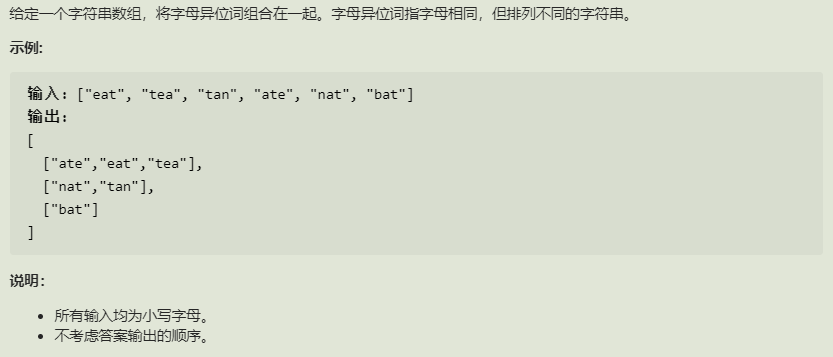 给定一个字符串数组，将字母异位词组合在一起。字母异位词指字母相同，但排列不同的字符串。
示例:
输入: ["eat", "tea", "tan", "ate", "nat", "bat"]
输出:
[
  ["ate","eat","tea"],
  ["nat","tan"],
  ["bat"]
]
说明：
• 所有输入均为小写字母。
• 不考虑答案输出的顺序。